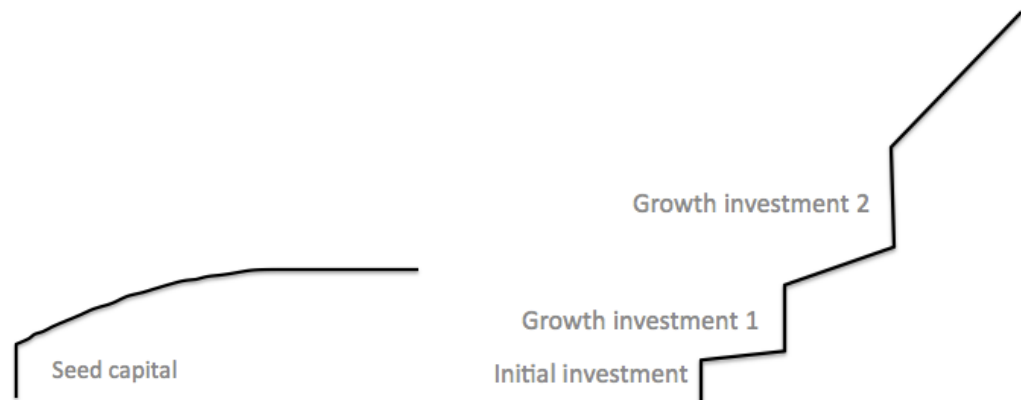 Growth investment 2
Growth investment 1
Seed capital
Initial investment